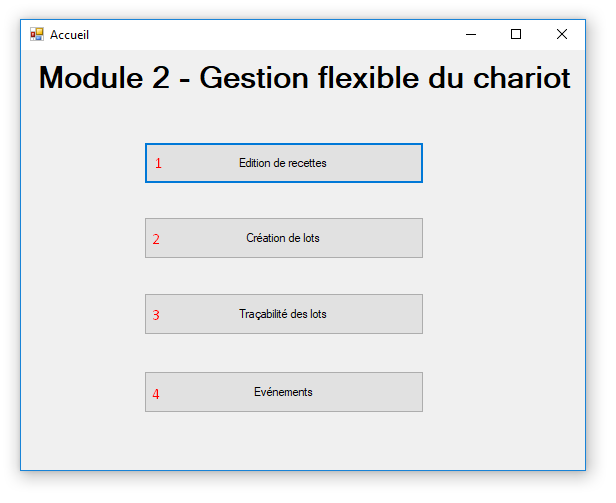 Accueil
Module 2 - Gestion flexible du chariot
1 Edition de recettes
2 Création de lots
3 Traçabilité des lots
4 Evénements